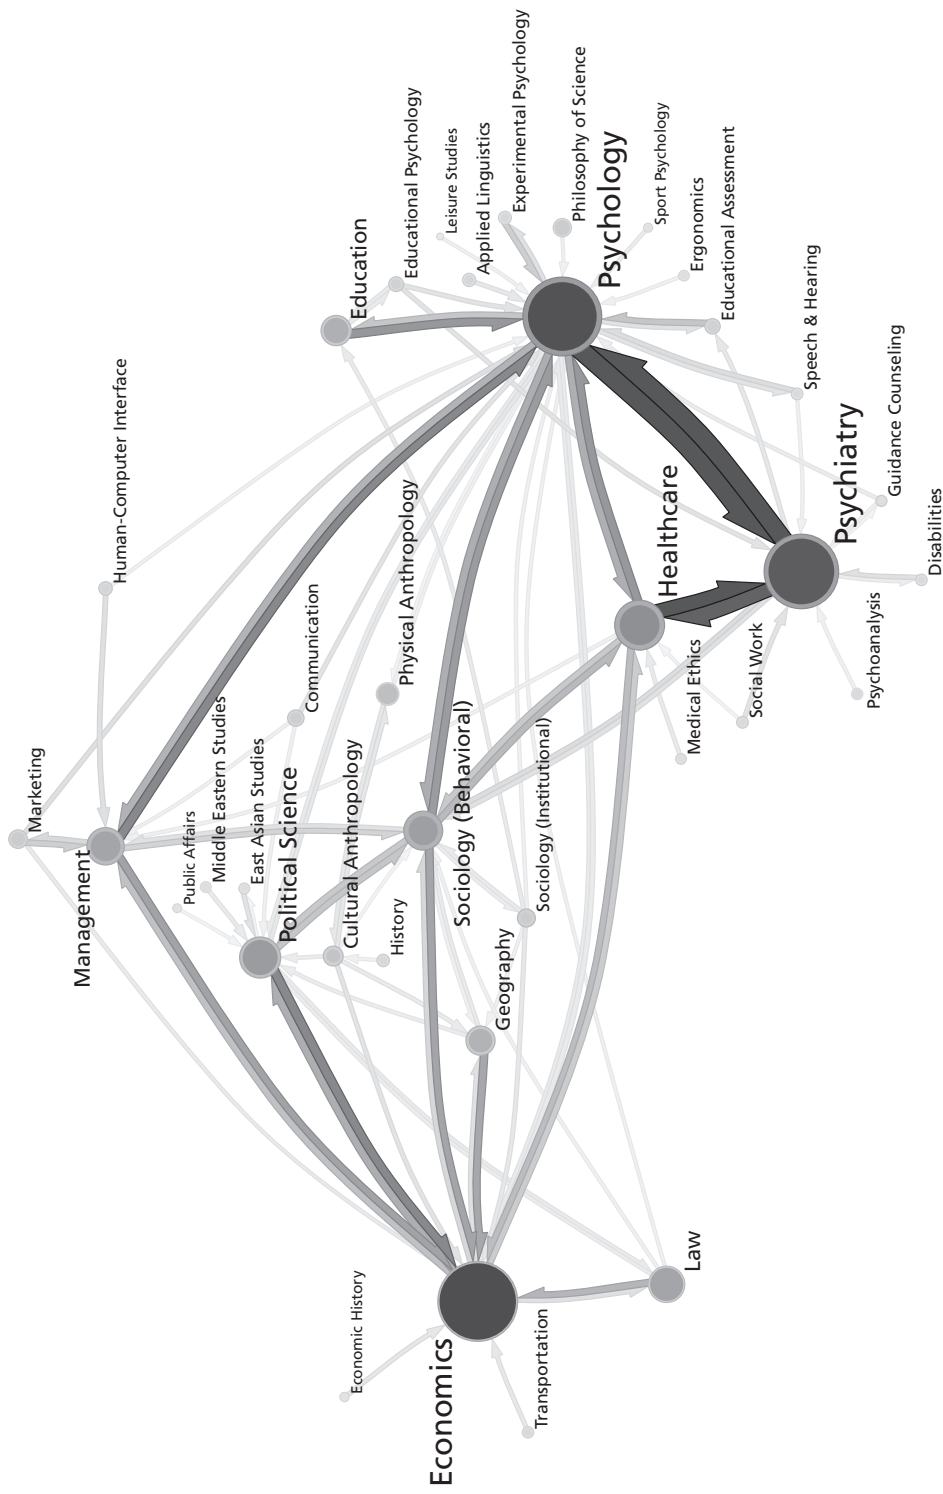 Experimental Psychology
Philosophy of Science
Educational Psychology
Leisure Studies
Applied Linguistics
Psychology
Sport Psychology
Ergonomics
Educational Assessment
Education
Speech & Hearing
Human-Computer Interface
Guidance Counseling
Psychiatry
Healthcare
Physical Anthropology
Disabilities
Communication
Psychoanalysis
Social Work
Medical Ethics
Marketing
Middle Eastern Studies
East Asian Studies
Political Science
Public Affairs
Cultural Anthropology
Sociology (Behavioral)
Sociology (Institutional)
Management
History
Geography
Law
Economic History
Transportation
Economics